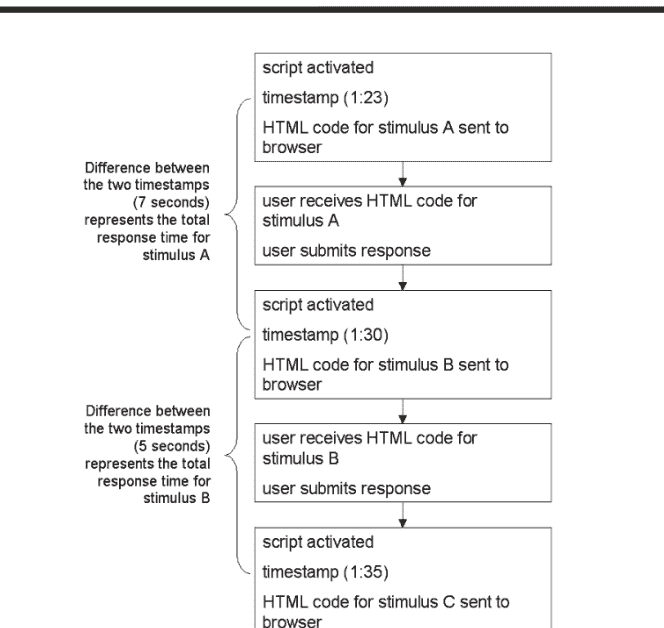 script activated
timestamp (1:23)
HTML code for stimulus A sent to
browser
Difference between
the two timestamps
(7 seconds)
represents the total
response time for
stimulus A
user receives HTML code for
stimulus A
user submits response
script activated
timestamp (1:30)
HTML code for stimulus B sent to
browser
Difference between
the two timestamps
(5 seconds)
represents the total
response time for
stimulus B
user receives HTML code for
stimulus B
user submits response
script activated
timestamp (1:35)
HTML code for stimulus C sent to
browser